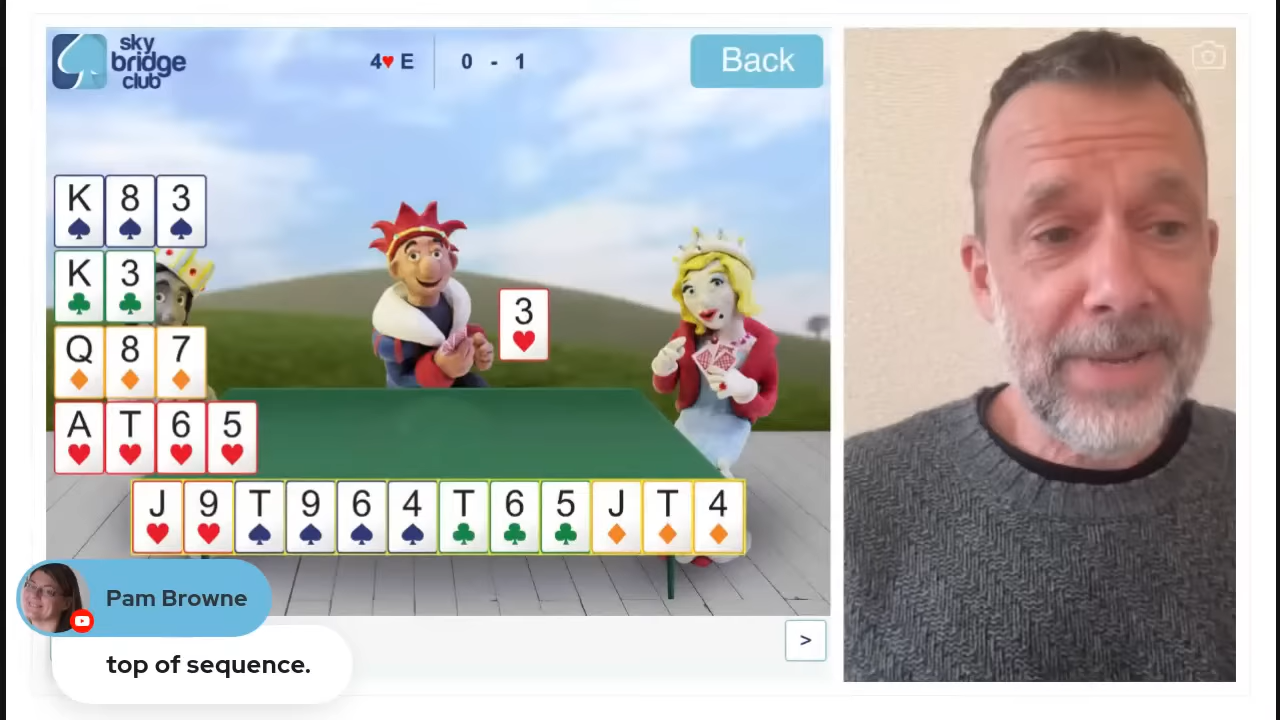 sky
bridge
club
4♥ E 0 - 1
Back
K 8 3
K 3
Q 8 7
A T 6 5
3
J 9 T 9 6 4 T 6 5 J T 4
Pam Browne
top of sequence.
>